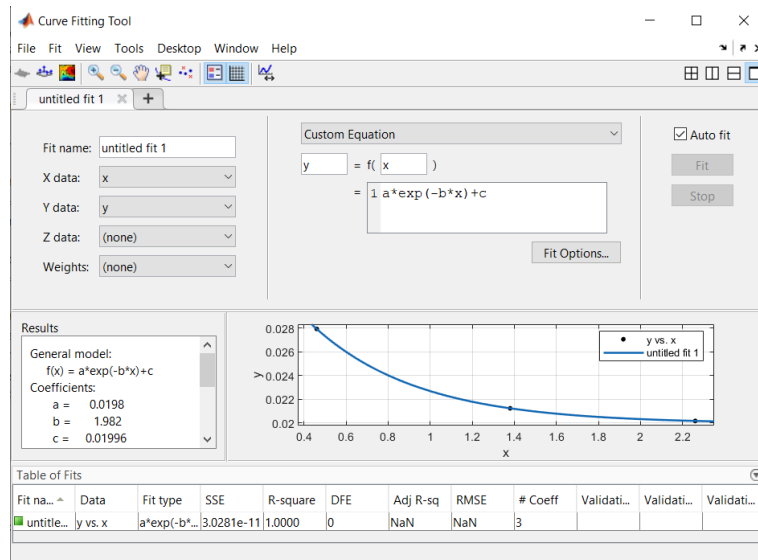 Curve Fitting Tool
File Fit View Tools Desktop Window Help
untitled fit 1
Fit name: untitled fit 1
X data: x
Y data: y
Z data: (none)
Weights: (none)
Custom Equation
y = f( x )
= 1 a*exp(-b*x)+c
Fit Options...
Auto fit
Fit
Stop
Results
General model:
f(x) = a*exp(-b*x)+c
Coefficients:
a = 0.0198
b = 1.982
c = 0.01996
0.028
0.026
0.024
0.022
0.02
y
0.4 0.6 0.8 1 1.2 1.4 1.6 1.8 2 2.2
x
y vs. x
untitled fit 1
Table of Fits
Fit na... Data Fit type SSE R-square DFE Adj R-sq RMSE # Coeff Validati... Validati... Validati...
untitle... y vs. x a*exp(-b*... 3.0281e-11 1.0000 0 NaN NaN 3